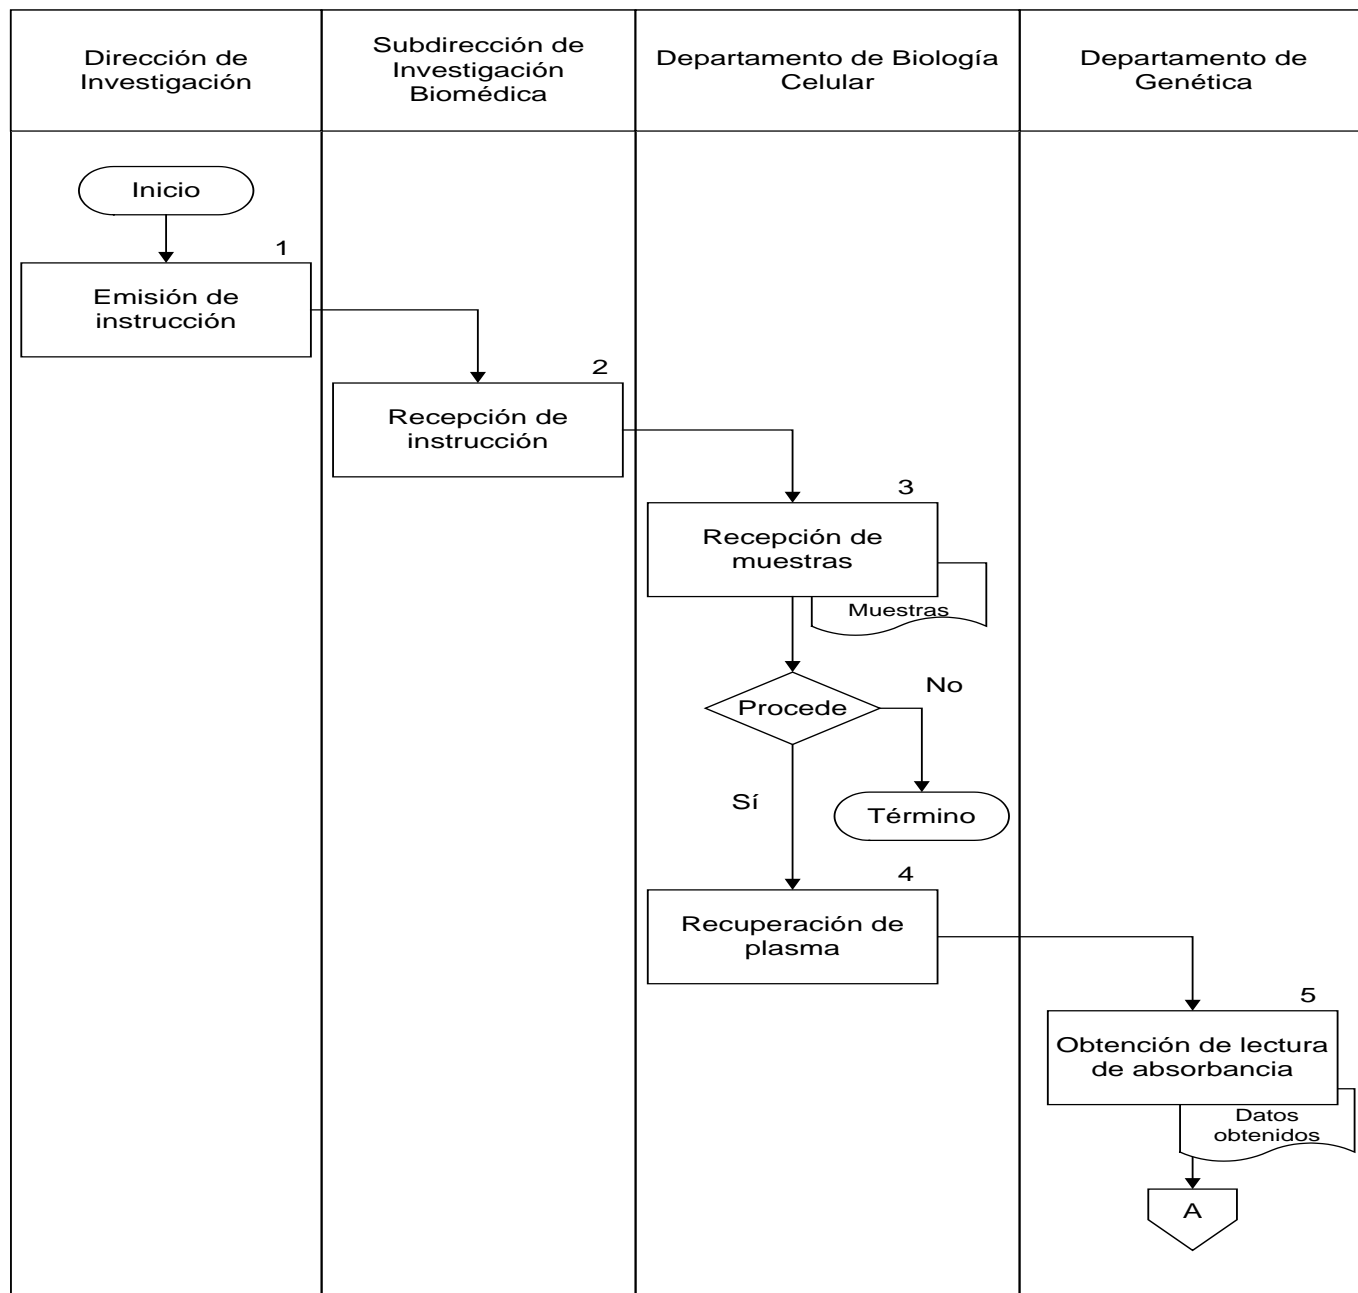 Dirección de
Investigación
Subdirección de
Investigación
Biomédica
Departamento de Biología
Celular
Departamento de
Genética
Inicio
1
Emisión de
instrucción
2
Recepción de
instrucción
3
Recepción de
muestras
Muestras
Procede
No
Sí
Término
4
Recuperación de
plasma
5
Obtención de lectura
de absorbancia
Datos
obtenidos
A